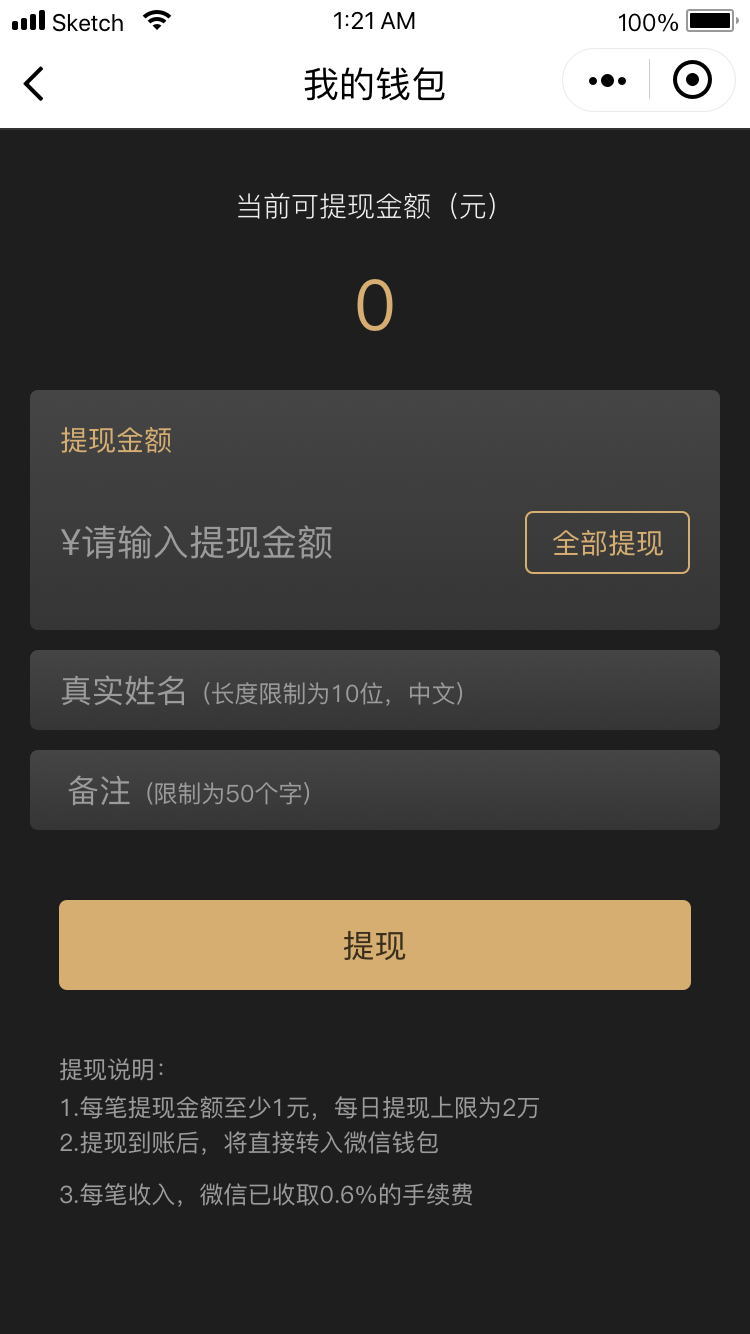 Sketch 1:21 AM 100%
我的钱包
当前可提现金额（元）
0
提现金额
¥请输入提现金额 全部提现
真实姓名（长度限制为10位，中文）
备注（限制为50个字）
提现
提现说明：
1.每笔提现金额至少1元，每日提现上限为2万
2.提现到账后，将直接转入微信钱包
3.每笔收入，微信已收取0.6%的手续费